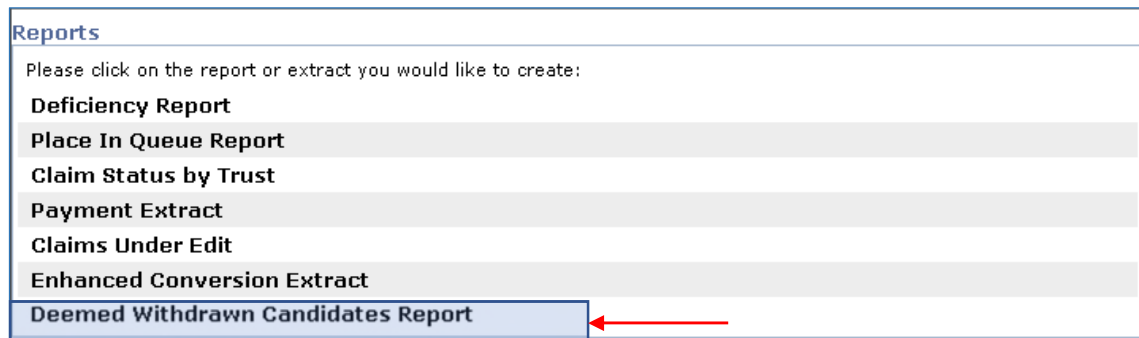 Reports
Please click on the report or extract you would like to create:
Deficiency Report
Place In Queue Report
Claim Status by Trust
Payment Extract
Claims Under Edit
Enhanced Conversion Extract
Deemed Withdrawn Candidates Report